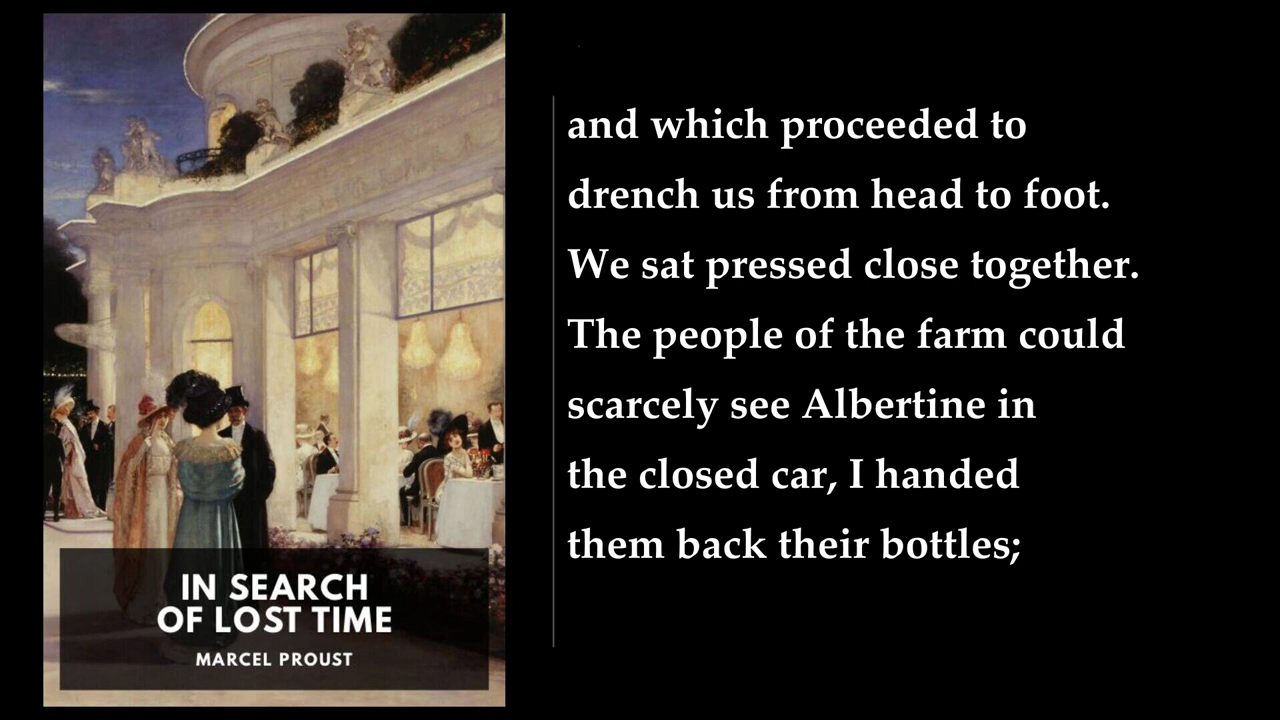 IN SEARCH
OF LOST TIME
MARCEL PROUST
and which proceeded to
drench us from head to foot.
We sat pressed close together.
The people of the farm could
scarcely see Albertine in
the closed car, I handed
them back their bottles;